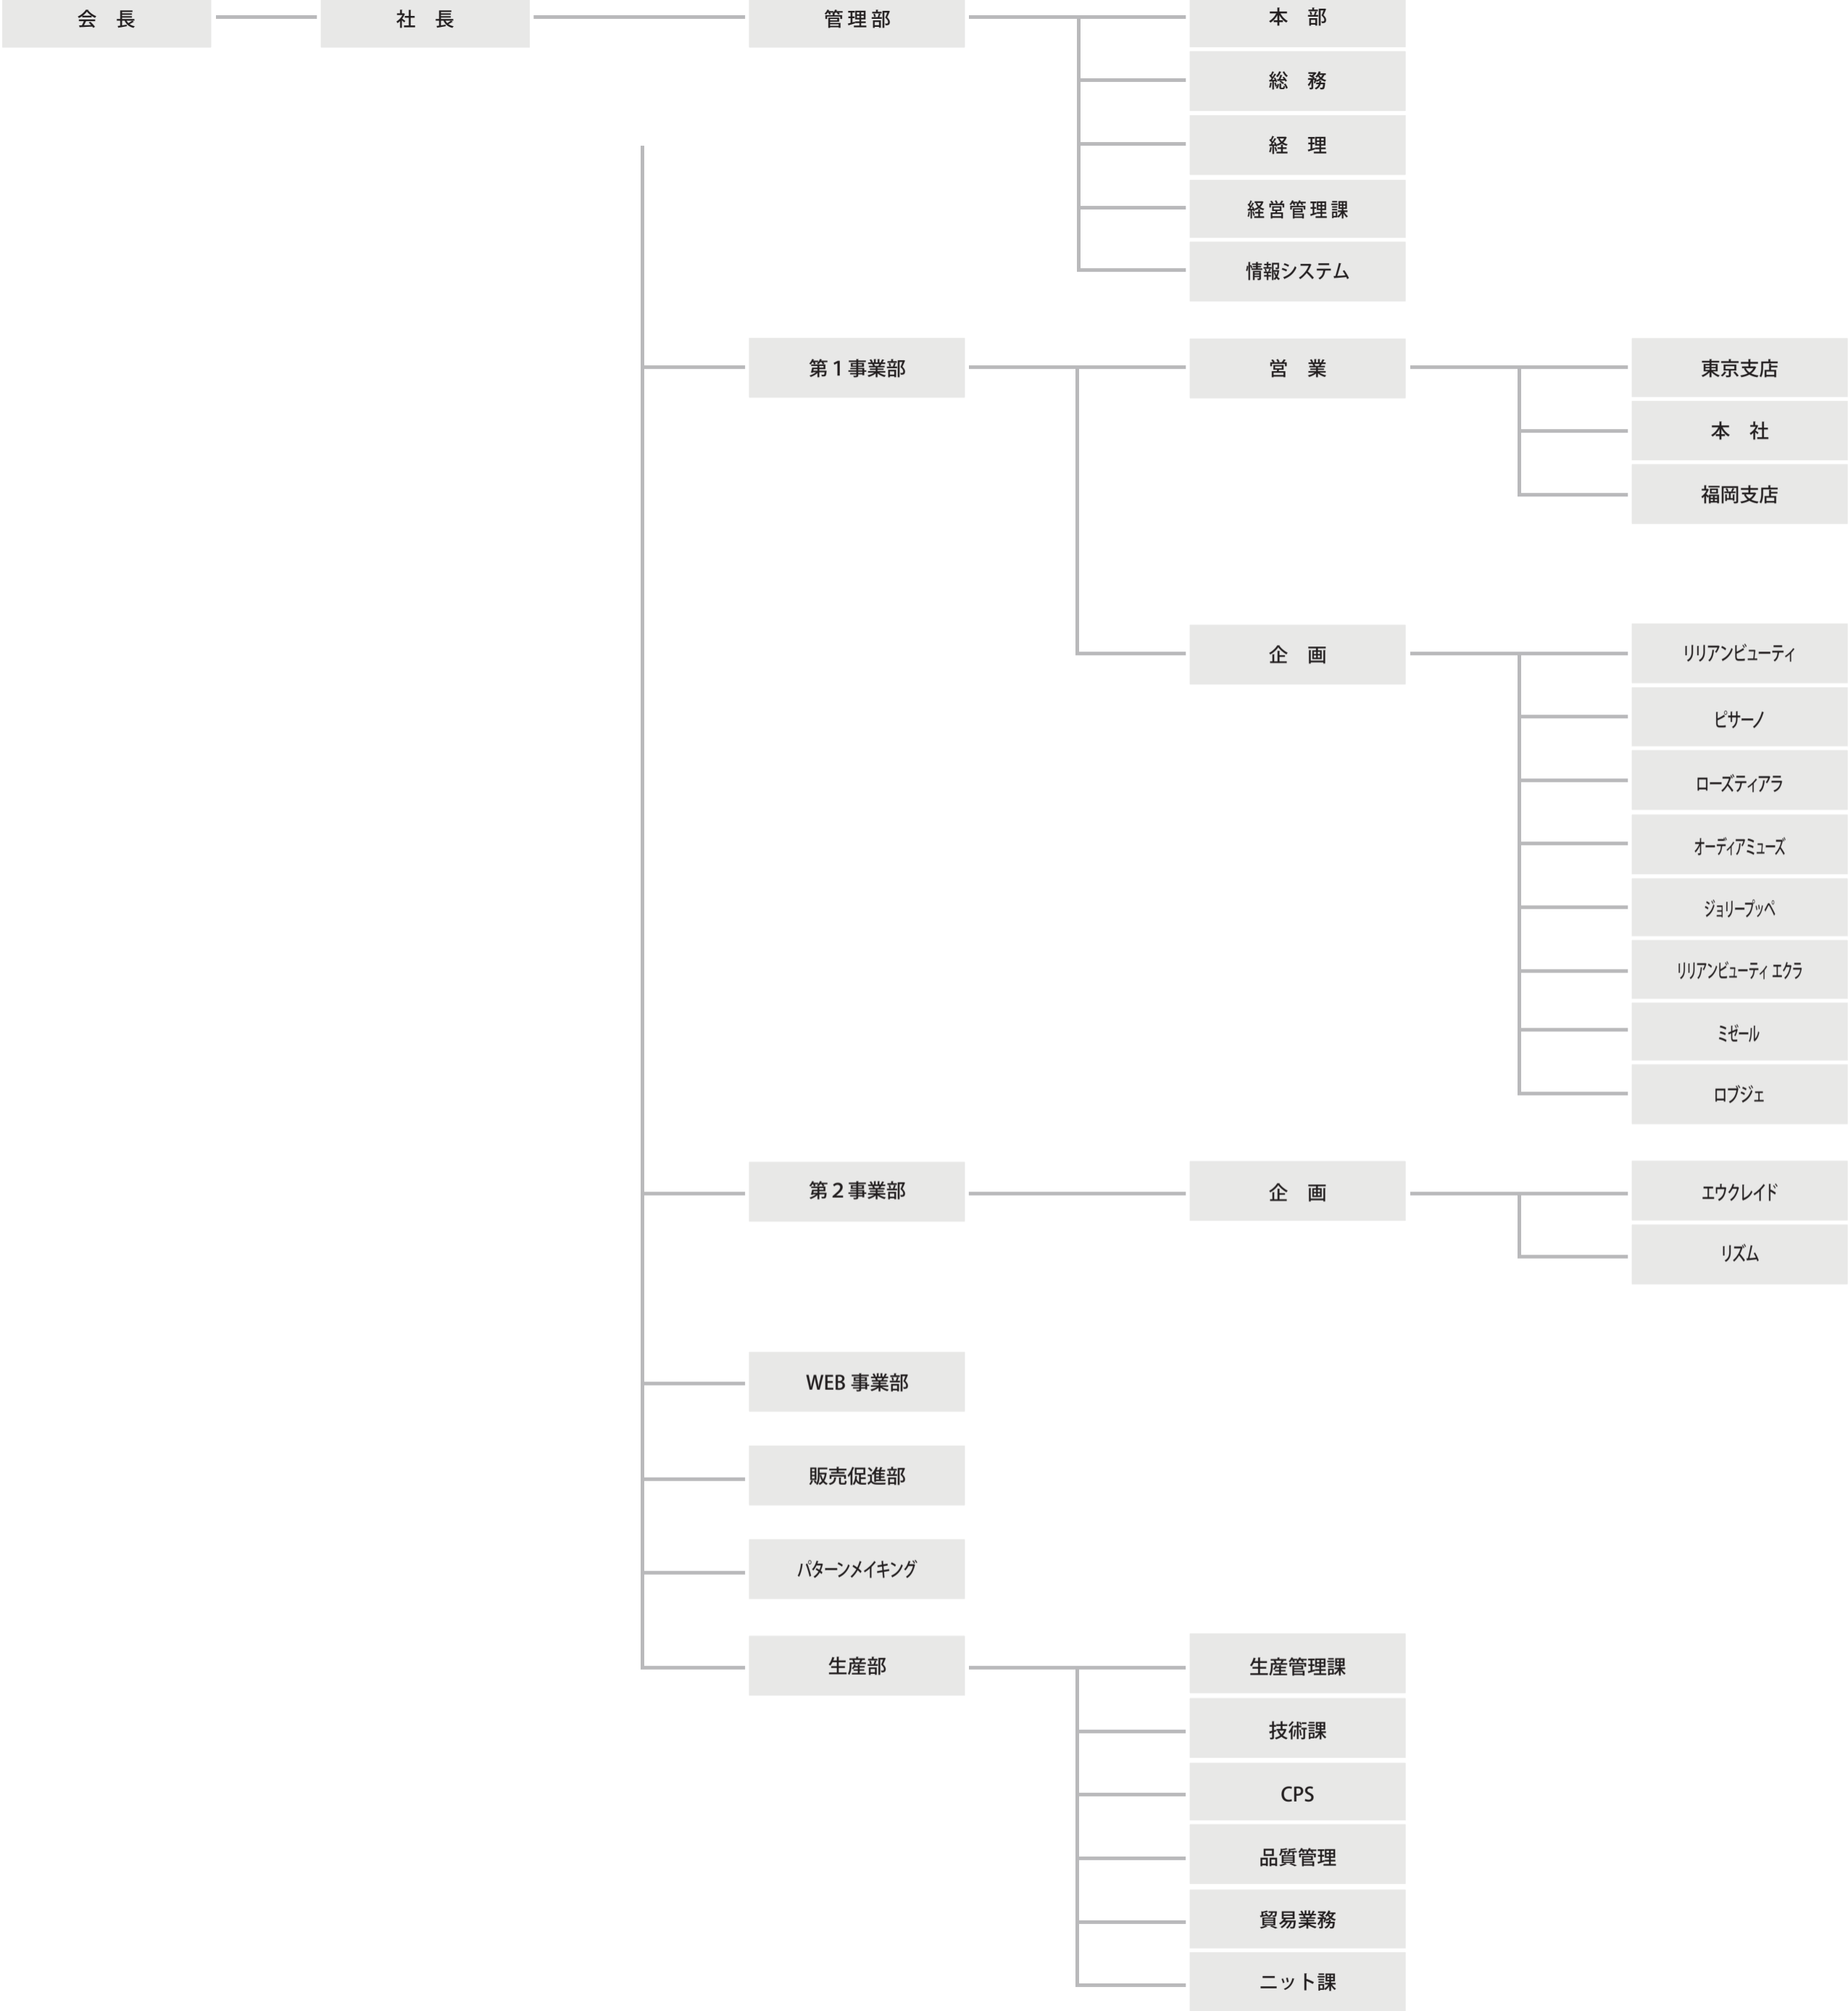 会　長
社　長
管 理 部
本　部
総　務
経　理
経 営 管 理 課
情報システム
第 1 事業部
営　業
東京支店
本　社
福岡支店
企　画
リリアンビューティ
ピサーノ
ローズティアラ
オーディアミューズ
ジョリープッペ
リリアンビューティ エクラ
ミゼール
ロブジェ
第 2 事業部
企　画
エウクレイド
リズム
WEB 事業部
販売促進部
パターンメイキング
生産部
生産管理課
技術課
CPS
品質管理
貿易業務
ニット課